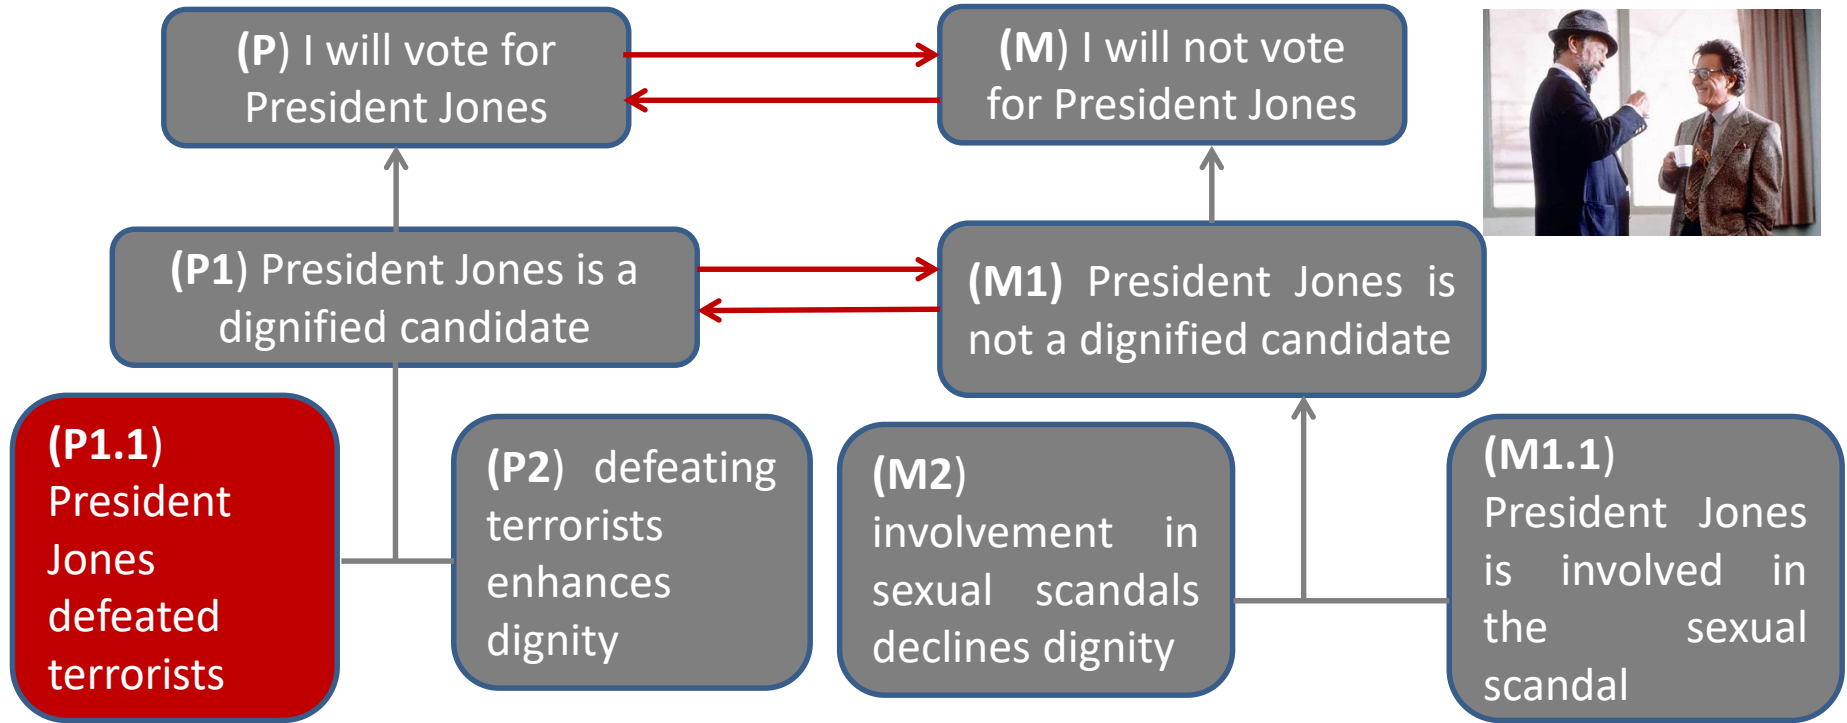 (P) I will vote for
President Jones
(M) I will not vote
for President Jones
(P1) President Jones is a
dignified candidate
(M1) President Jones is
not a dignified candidate
(P1.1)
President
Jones
defeated
terrorists
(P2) defeating
terrorists
enhances
dignity
(M2)
involvement in
sexual scandals
declines dignity
(M1.1)
President Jones
is involved in
the sexual
scandal